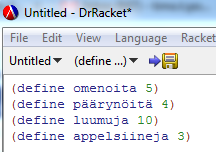 Untitled - DrRacket*
File Edit View Language Racket
Untitled (define ...)
(define omenoita 5)
(define päärynöitä 4)
(define luumuja 10)
(define appelsiineja 3)